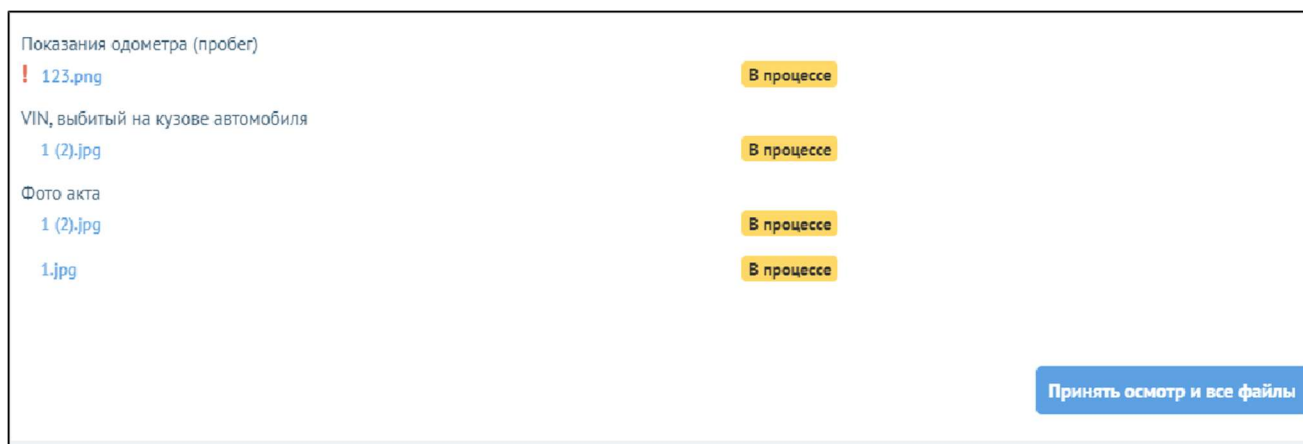 Показания одометра (пробег)
! 123.png В процессе
VIN, выбитый на кузове автомобиля
1 (2).jpg В процессе
Фото акта
1 (2).jpg В процессе
1.jpg В процессе
Принять осмотр и все файлы